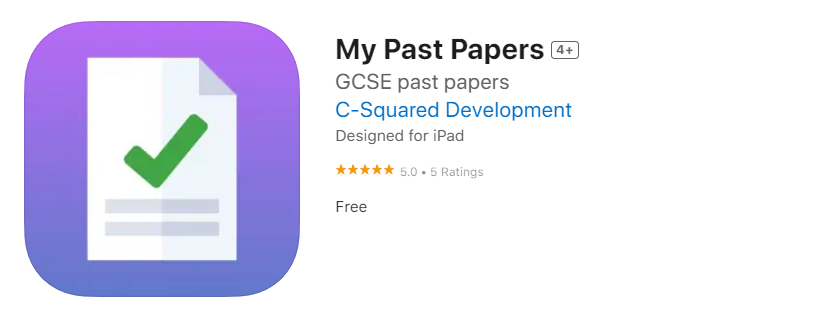 My Past Papers 4+
GCSE past papers
C-Squared Development
Designed for iPad
★★★★★ 5.0 • 5 Ratings
Free